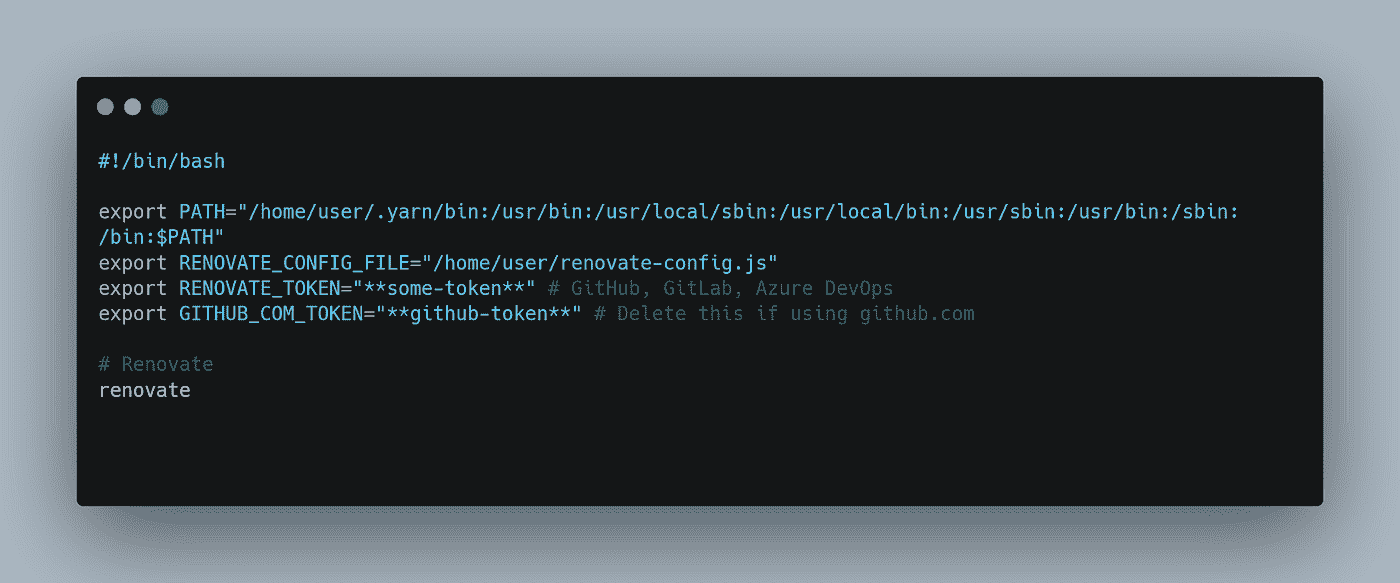 #!/bin/bash
export PATH="/home/user/.yarn/bin:/usr/bin:/usr/local/sbin:/usr/local/bin:/usr/sbin:/usr/bin:/sbin:
/bin:$PATH"
export RENOVATE_CONFIG_FILE="/home/user/renovate-config.js"
export RENOVATE_TOKEN="**some-token**" # GitHub, GitLab, Azure DevOps
export GITHUB_COM_TOKEN="**github-token**" # Delete this if using github.com
# Renovate
renovate